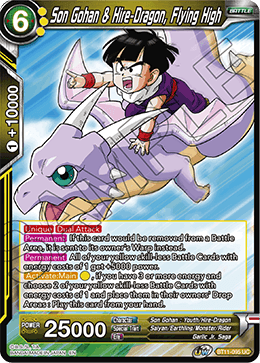 6
Son Gohan & Hire-Dragon, Flying High
BATTLE
+10000
Unique Dual Attack
Permanent If this card would be removed from a Battle
Area, it is sent to its owner's Warp instead.
Permanent All of your yellow skill-less Battle Cards with
energy costs of 1 get +5000 power.
Activate:Main , if you have 3 or more energy and
choose 2 of your yellow skill-less Battle Cards with
energy costs of 1 and place them in their owners' Drop
Areas : Play this card from your hand.
POWER
25000
Character
Son Gohan : Youth/Hire-Dragon
Special Trait
Saiyan/Earthling/Monster/Rider
Era
Garlic Jr. Saga
BT11-095 UC